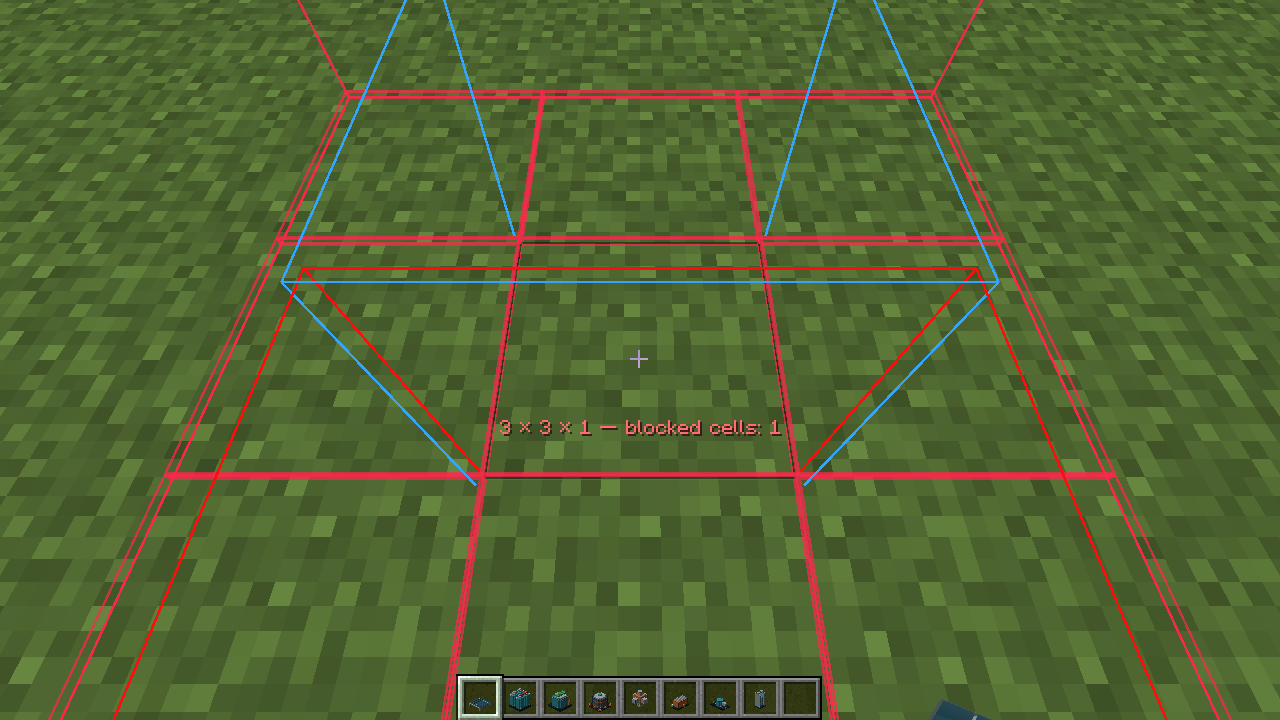 3 × 3 × 1 — blocked cells: 1